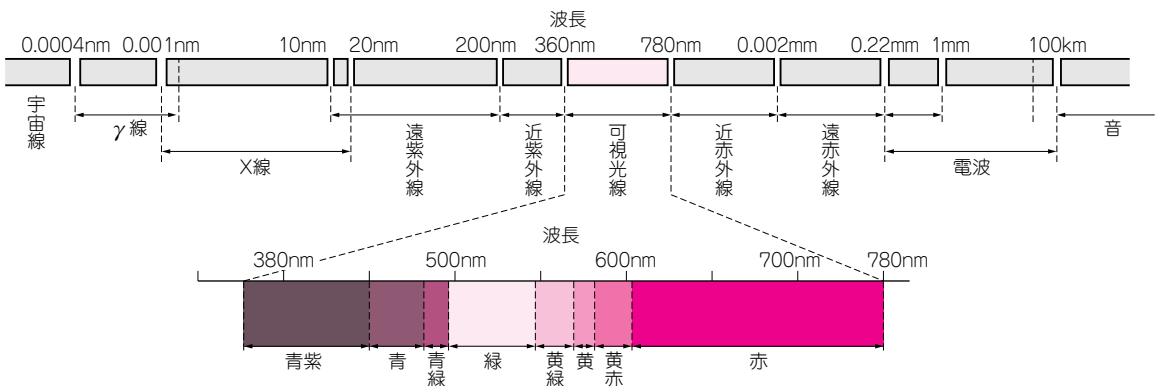 波長
0.0004nm 0.001nm 10nm 20nm 200nm 360nm 780nm 0.002mm 0.22mm 1mm 100km
宇宙線
γ線
X線
遠紫外線
近紫外線
可視光線
近赤外線
遠赤外線
電波
音
波長
380nm 500nm 600nm 700nm 780nm
青紫
青
青緑
緑
黄緑
黄
黄赤
赤